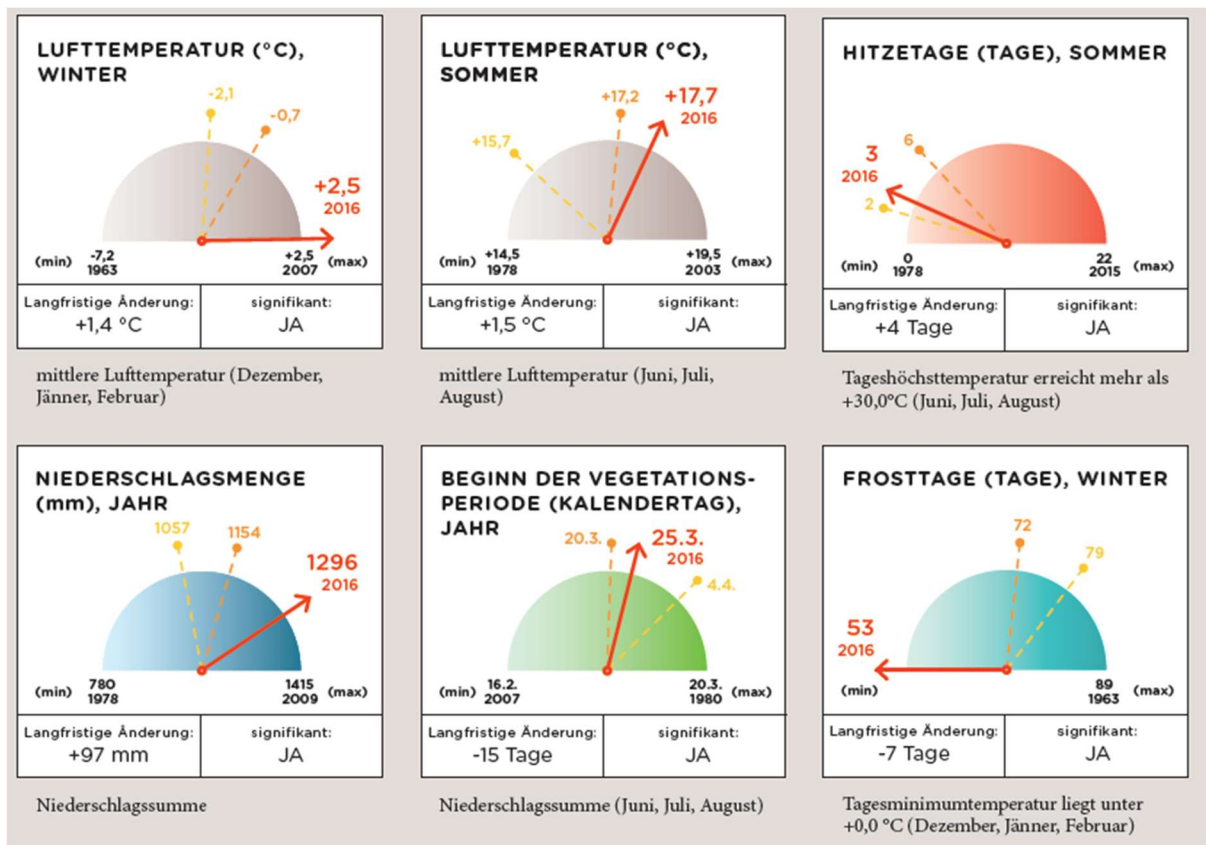 LUFTTEMPERATUR (°C),
WINTER
-2,1
-0,7
+2,5
2016
(min)
-7,2
1963
+2,5
2007
(max)
Langfristige Änderung:
+1,4 °C
signifikant:
JA
mittlere Lufttemperatur (Dezember,
Jänner, Februar)
LUFTTEMPERATUR (°C),
SOMMER
+15,7
+17,2
+17,7
2016
(min)
+14,5
1978
+19,5
2003
(max)
Langfristige Änderung:
+1,5 °C
signifikant:
JA
mittlere Lufttemperatur (Juni, Juli,
August)
HITZETAGE (TAGE), SOMMER
6
3
2016
2
(min)
0
1978
22
2015
(max)
Langfristige Änderung:
+4 Tage
signifikant:
JA
Tageshöchsttemperatur erreicht mehr als
+30,0°C (Juni, Juli, August)
NIEDERSCHLAGSMENGE
(mm), JAHR
1057
1154
1296
2016
(min)
780
1978
1415
2009
(max)
Langfristige Änderung:
+97 mm
signifikant:
JA
Niederschlagssumme
BEGINN DER VEGETATIONS-
PERIODE (KALENDERTAG),
JAHR
20.3.
25.3.
2016
4.4.
(min)
16.2.
2007
20.3.
1980
(max)
Langfristige Änderung:
-15 Tage
signifikant:
JA
Niederschlagssumme (Juni, Juli, August)
FROSTTAGE (TAGE), WINTER
72
79
53
2016
(min)
89
1963
(max)
Langfristige Änderung:
-7 Tage
signifikant:
JA
Tagesminimumtemperatur liegt unter
+0,0 °C (Dezember, Jänner, Februar)